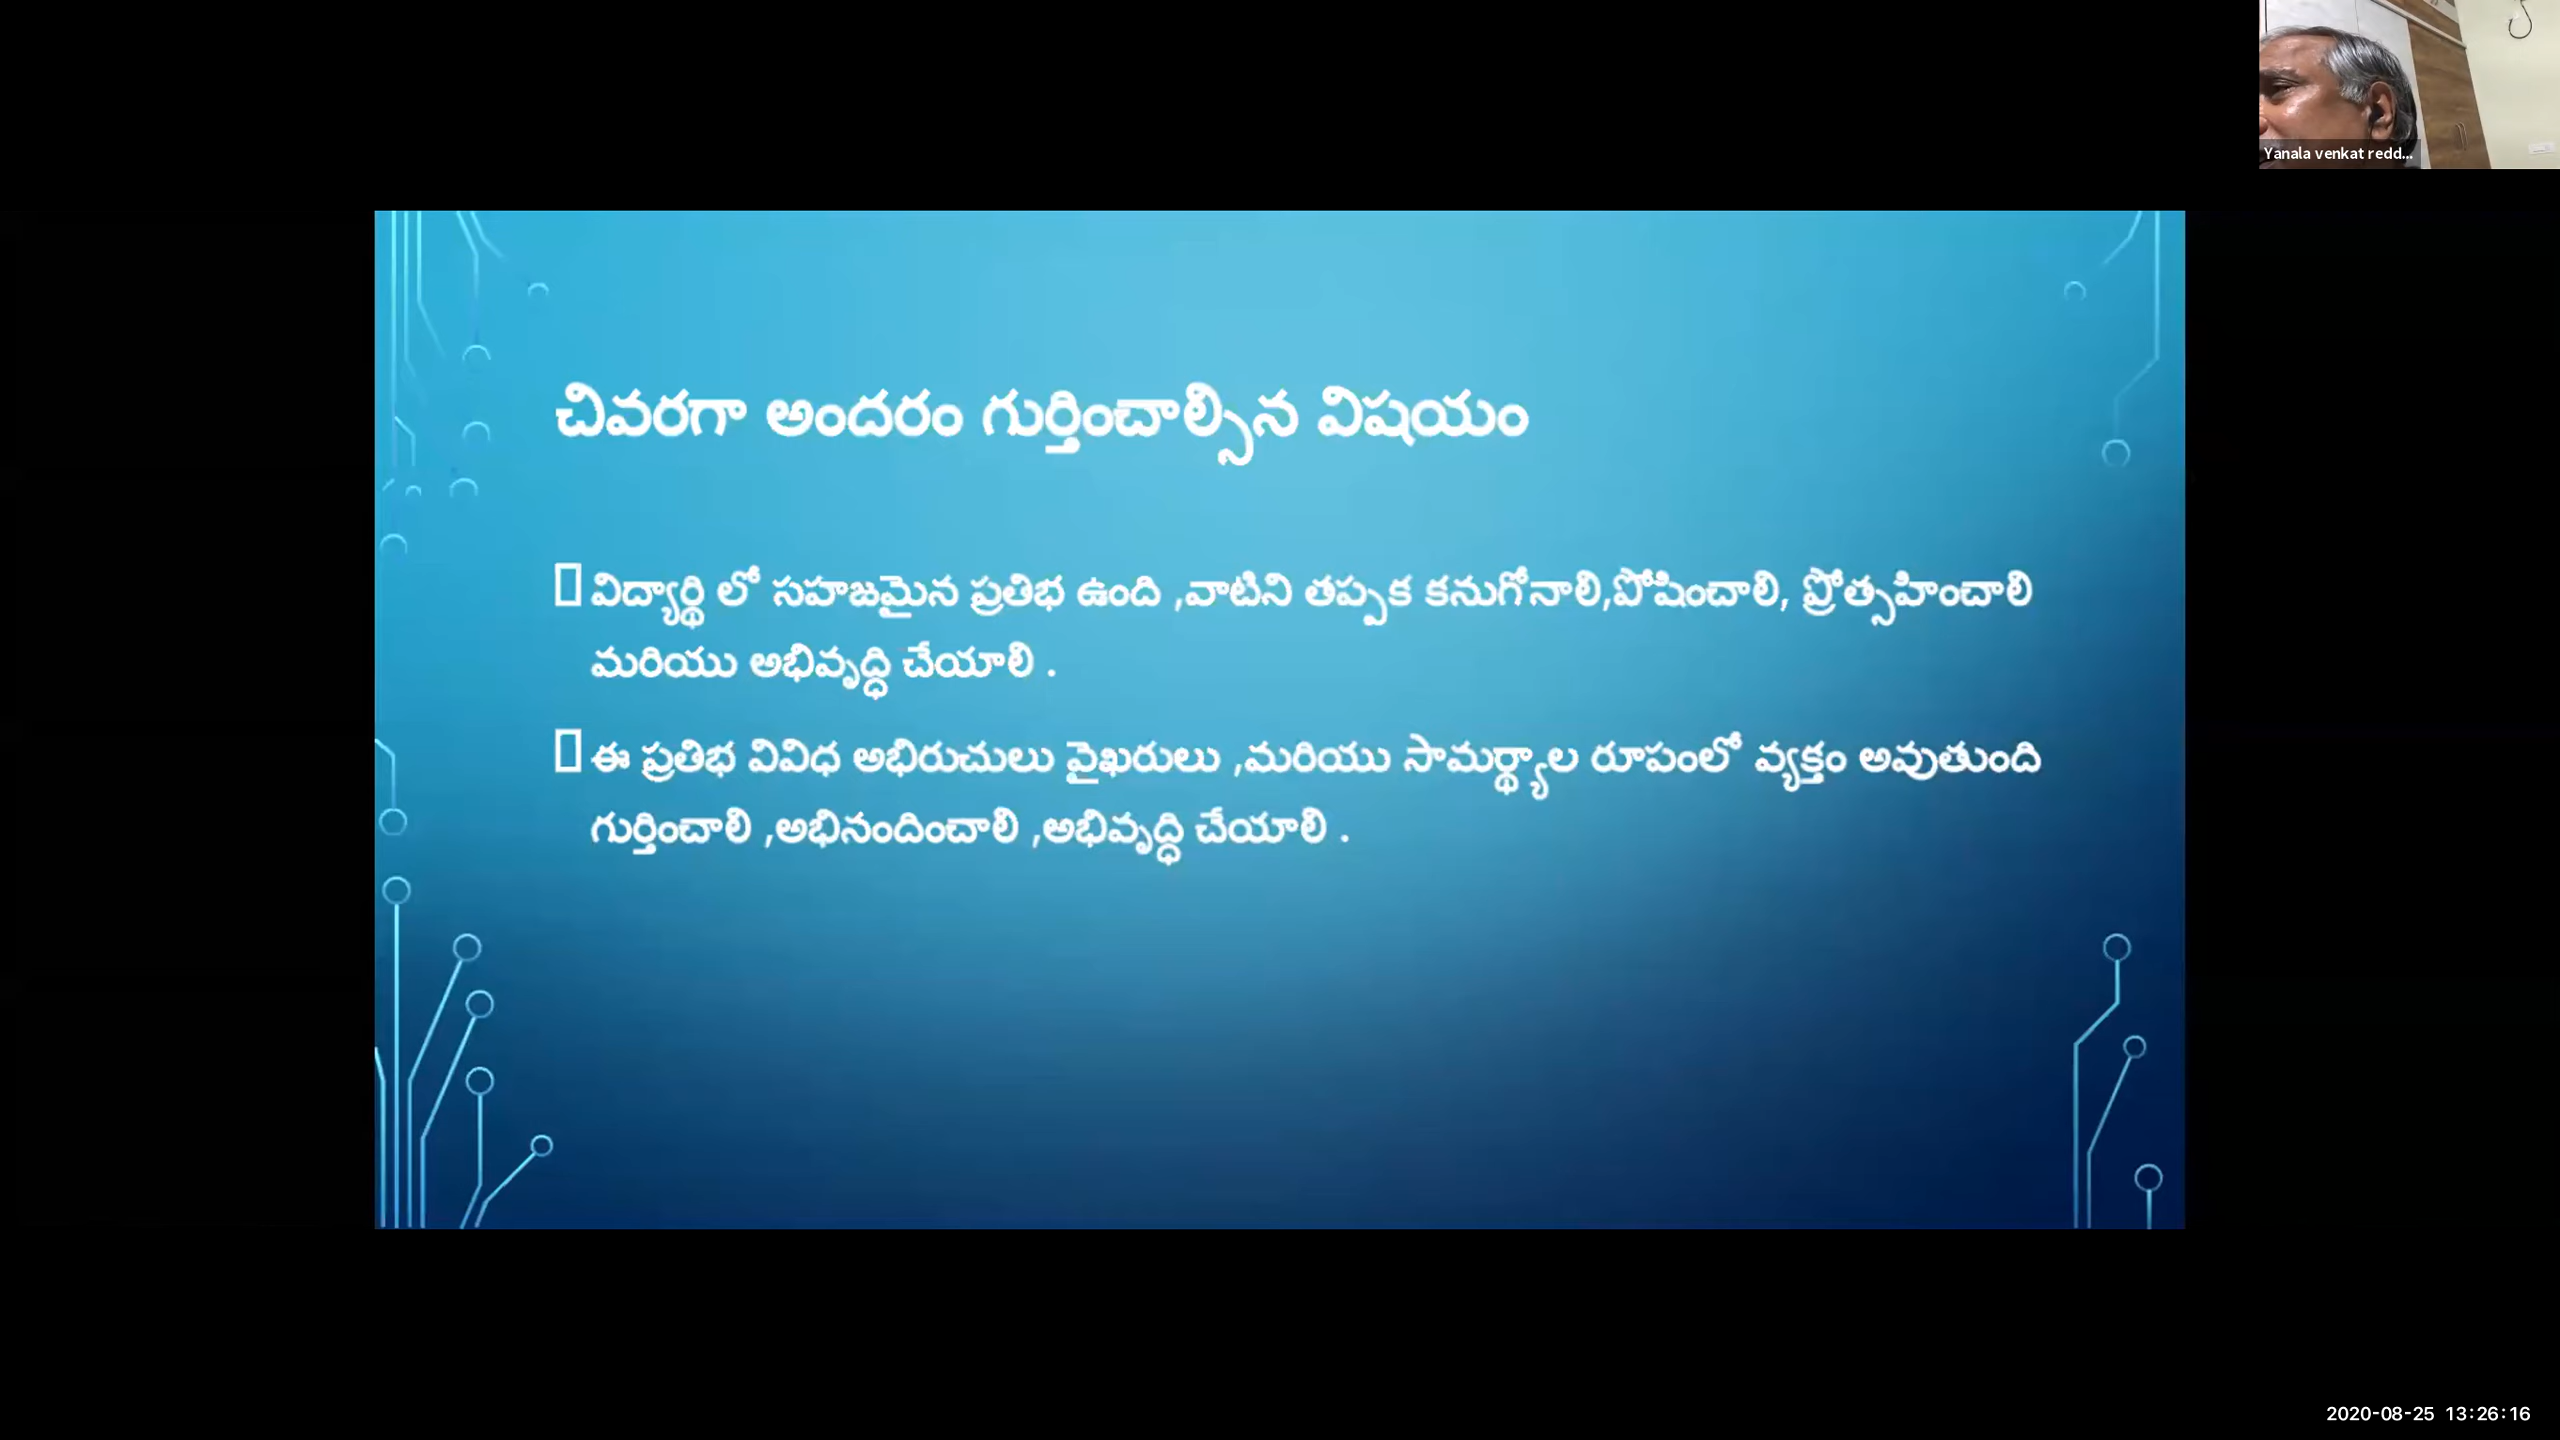 Yanala venkat redd...
చివరగా అందరం గుర్తించాల్సిన విషయం
విద్యార్థి లో సహజమైన ప్రతిభ ఉంది ,వాటిని తప్పక కనుగోనాలి,పోషించాలి, ప్రోత్సహించాలి
మరియు అభివృద్ధి చేయాలి .
ఈ ప్రతిభ వివిధ అభిరుచులు వైఖరులు ,మరియు సామర్థ్యాల రూపంలో వ్యక్తం అవుతుంది
గుర్తించాలి ,అభినందించాలి ,అభివృద్ధి చేయాలి .
2020-08-25 13:26:16